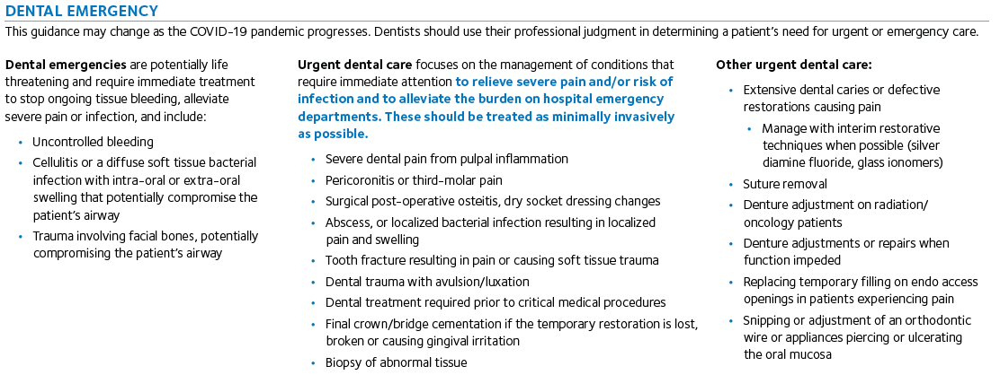 DENTAL EMERGENCY
This guidance may change as the COVID-19 pandemic progresses. Dentists should use their professional judgment in determining a patient's need for urgent or emergency care.
Dental emergencies are potentially life
threatening and require immediate treatment
to stop ongoing tissue bleeding, alleviate
severe pain or infection, and include:
• Uncontrolled bleeding
• Cellulitis or a diffuse soft tissue bacterial
infection with intra-oral or extra-oral
swelling that potentially compromise the
patient's airway
• Trauma involving facial bones, potentially
compromising the patient's airway
Urgent dental care focuses on the management of conditions that
require immediate attention to relieve severe pain and/or risk of
infection and to alleviate the burden on hospital emergency
departments. These should be treated as minimally invasively
as possible.
• Severe dental pain from pulpal inflammation
• Pericoronitis or third-molar pain
• Surgical post-operative osteitis, dry socket dressing changes
• Abscess, or localized bacterial infection resulting in localized
pain and swelling
• Tooth fracture resulting in pain or causing soft tissue trauma
• Dental trauma with avulsion/luxation
• Dental treatment required prior to critical medical procedures
• Final crown/bridge cementation if the temporary restoration is lost,
broken or causing gingival irritation
• Biopsy of abnormal tissue
Other urgent dental care:
• Extensive dental caries or defective
restorations causing pain
• Manage with interim restorative
techniques when possible (silver
diamine fluoride, glass ionomers)
• Suture removal
• Denture adjustment on radiation/
oncology patients
• Denture adjustments or repairs when
function impeded
• Replacing temporary filling on endo access
openings in patients experiencing pain
• Snipping or adjustment of an orthodontic
wire or appliances piercing or ulcerating
the oral mucosa